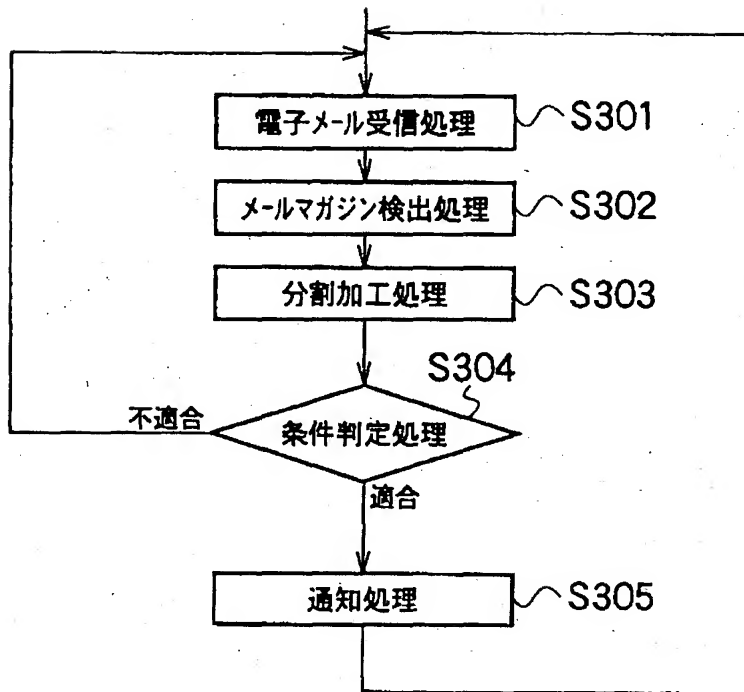 電子メール受信処理 S301
メールマガジン検出処理 S302
分割加工処理 S303
S304
不適合
条件判定処理
適合
通知処理 S305